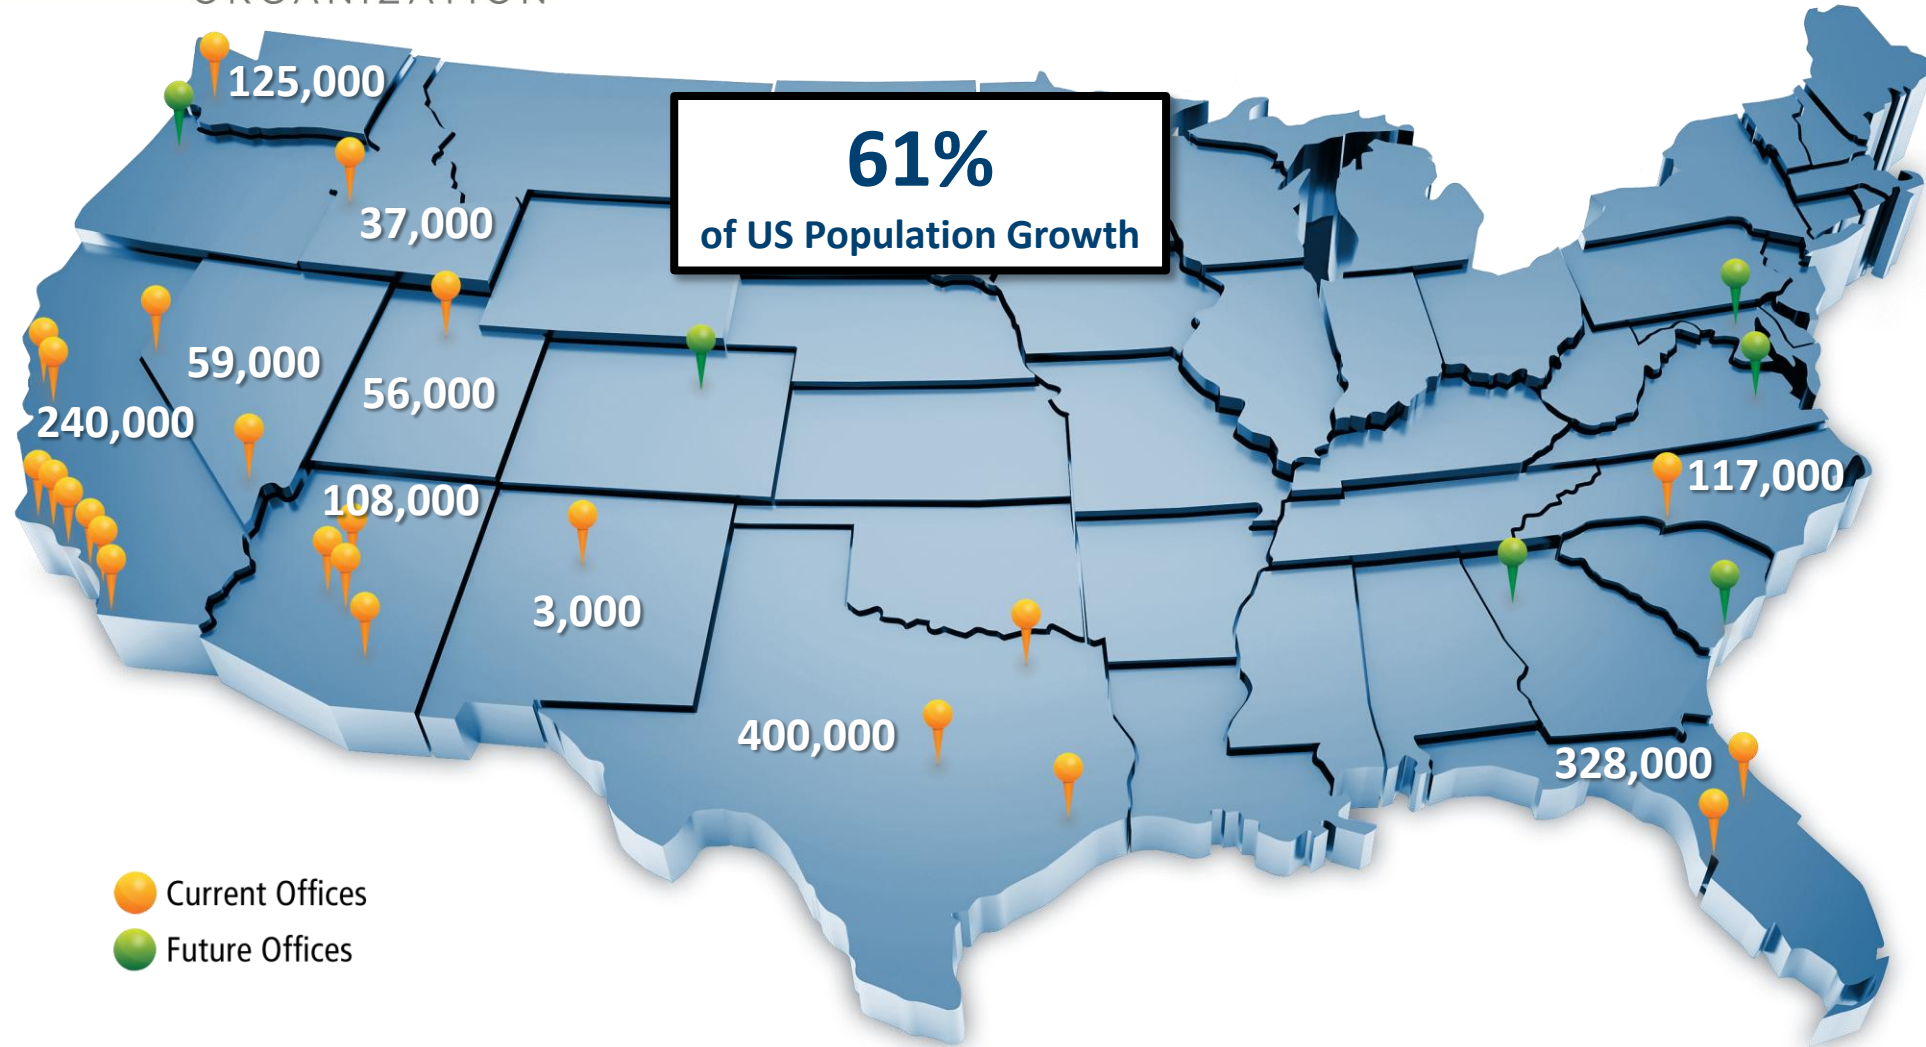 ORGANIZATION
125,000
61%
of US Population Growth
37,000
59,000
56,000
240,000
108,000
117,000
3,000
400,000
328,000
Current Offices
Future Offices